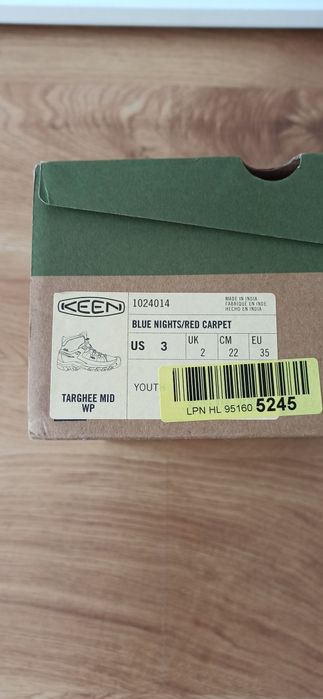 KEEN
1024014
MADE IN INDIA
FABRIQUÉ EN INDE
HECHO EN INDIA
BLUE NIGHTS/RED CARPET
US 3
UK 2
CM 22
EU 35
YOUTH
TARGHEE MID
WP
LPN HL 95160 5245